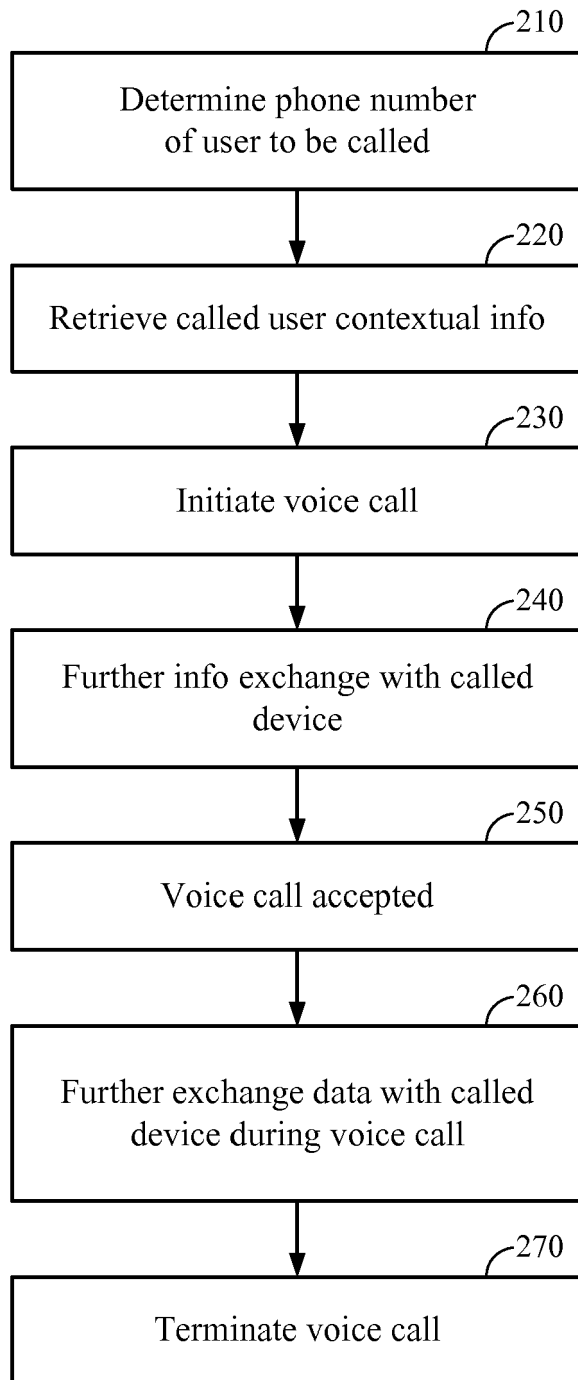 210
Determine phone number
of user to be called
220
Retrieve called user contextual info
230
Initiate voice call
240
Further info exchange with called
device
250
Voice call accepted
260
Further exchange data with called
device during voice call
270
Terminate voice call